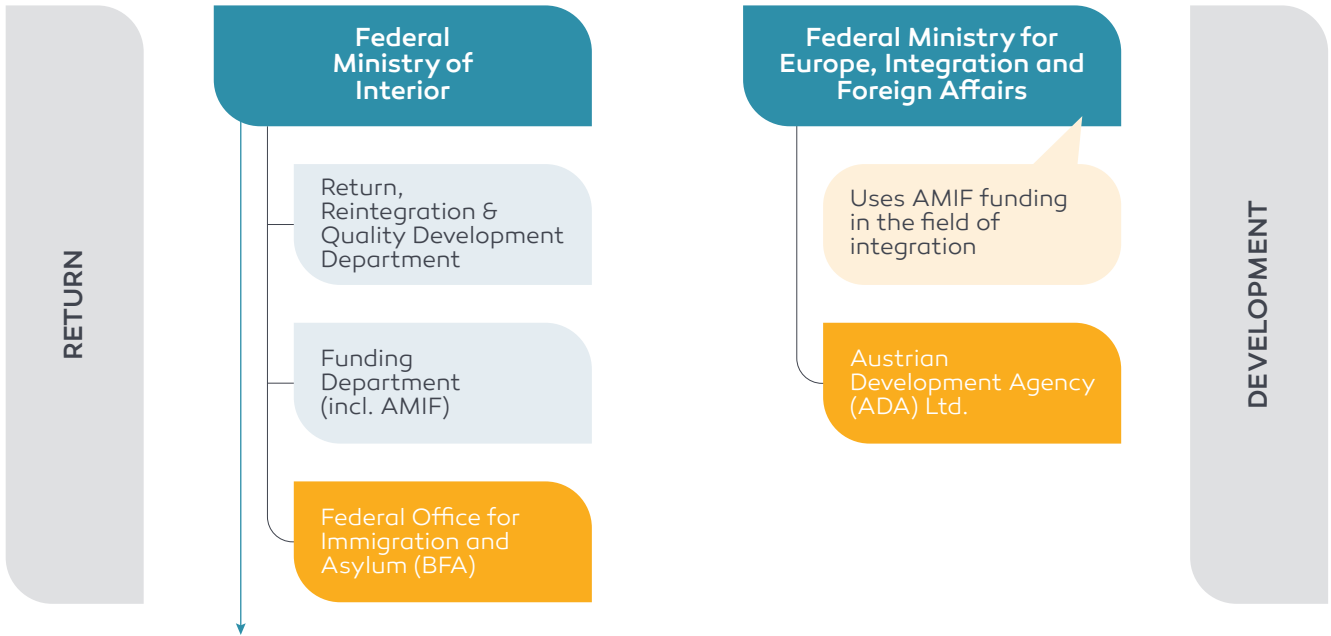 RETURN
Federal
Ministry of
Interior
Return,
Reintegration &
Quality Development
Department
Funding
Department
(incl. AMIF)
Federal Office for
Immigration and
Asylum (BFA)
Federal Ministry for
Europe, Integration and
Foreign Affairs
Uses AMIF funding
in the field of
integration
Austrian
Development Agency
(ADA) Ltd.
DEVELOPMENT